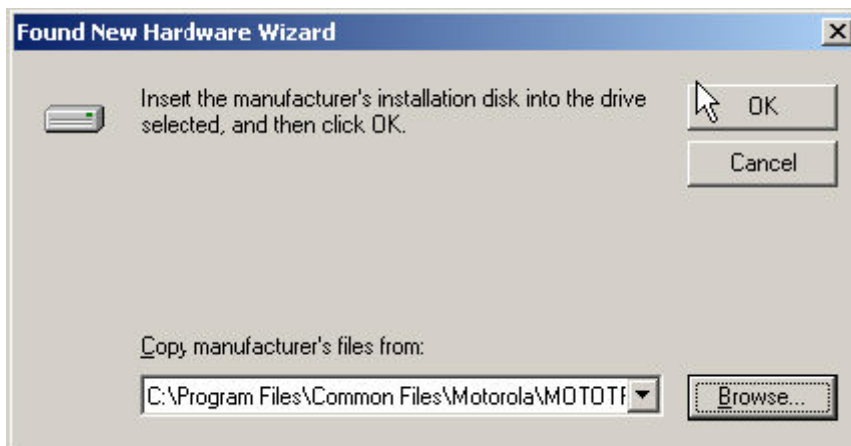 Found New Hardware Wizard
Insert the manufacturer's installation disk into the drive
selected, and then click OK.
OK
Cancel
Copy manufacturer's files from:
C:\Program Files\Common Files\Motorola\MOTOTF
Browse...